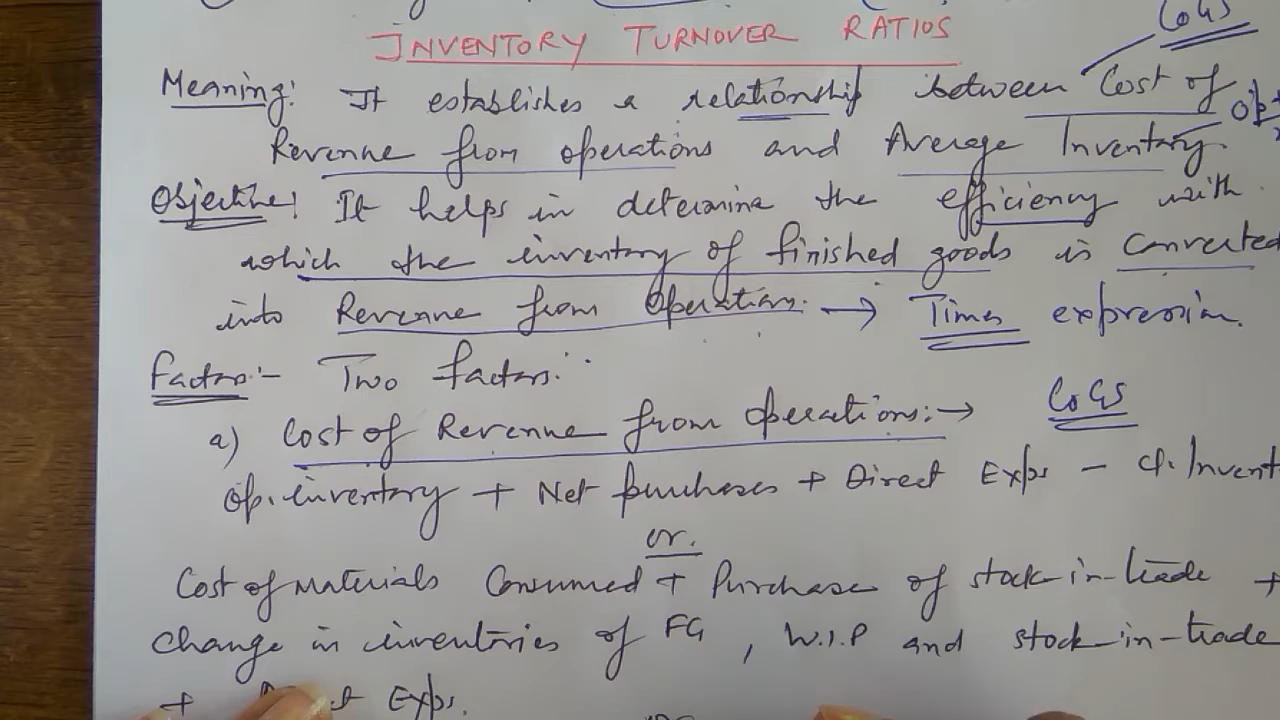 COGS
INVENTORY TURNOVER RATIOS
Meaning: It establishes a relationship between Cost of
Revenue from operations and Average Inventory.
Objective: It helps in determine the efficiency with
which the inventory of finished goods is converted
into Revenue from Operations. → Times expression.
Factors:- Two factors:
a) Cost of Revenue from Operations:→ COGS
Op. inventory + Net purchases + Direct Exps - Cl. Invent
or.
Cost of Materials Consumed + Purchase of stock-in-trade +
Change in inventories of FG, W.I.P and stock-in-trade
+ Exps.